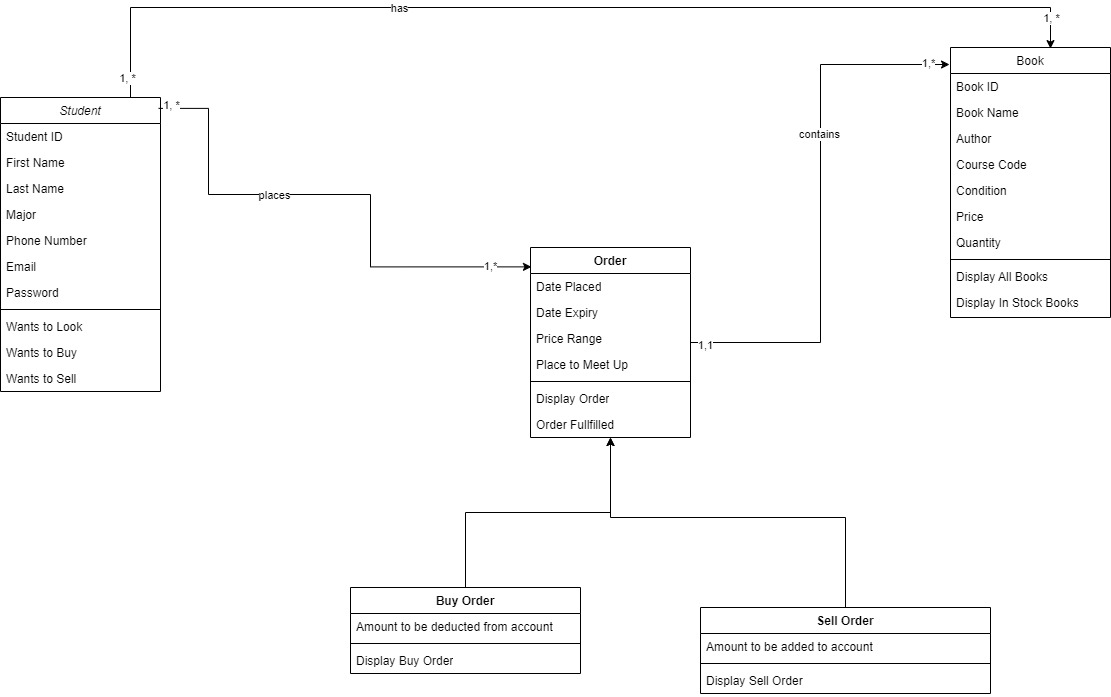 has
1, *
1, *
Student
Student ID
First Name
Last Name
Major
Phone Number
Email
Password
Wants to Look
Wants to Buy
Wants to Sell
1, *
places
1,*
Order
Date Placed
Date Expiry
Price Range
Place to Meet Up
Display Order
Order Fullfilled
1,1
contains
1,*
Book
Book ID
Book Name
Author
Course Code
Condition
Price
Quantity
Display All Books
Display In Stock Books
Buy Order
Amount to be deducted from account
Display Buy Order
Sell Order
Amount to be added to account
Display Sell Order